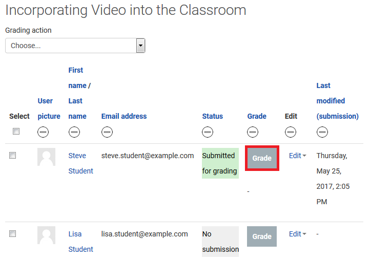 Incorporating Video into the Classroom
Grading action
Choose...
First
name /
Last
name
Last
modified
(submission)
Select
User
picture
Email address
Status
Grade
Edit
Steve
Student
steve.student@example.com
Submitted
for grading
Grade
-
Edit
Thursday,
May 25,
2017, 2:05
PM
Lisa
Student
lisa.student@example.com
No
submission
Grade
Edit
-